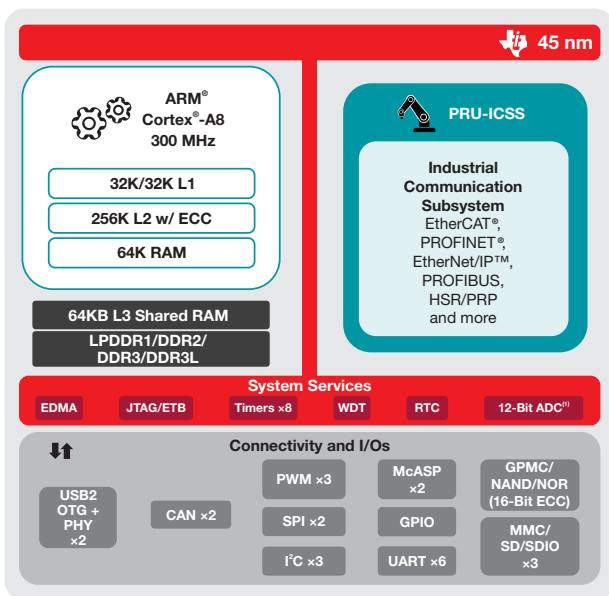 45 nm
ARM®
Cortex®-A8
300 MHz
32K/32K L1
256K L2 w/ ECC
64K RAM
64KB L3 Shared RAM
LPDDR1/DDR2/
DDR3/DDR3L
PRU-ICSS
Industrial
Communication
Subsystem
EtherCAT®,
PROFINET®,
EtherNet/IP™,
PROFIBUS,
HSR/PRP
and more
System Services
EDMA
JTAG/ETB
Timers ×8
WDT
RTC
12-Bit ADC⁽¹⁾
Connectivity and I/Os
USB2
OTG +
PHY
×2
CAN ×2
PWM ×3
SPI ×2
I²C ×3
McASP
×2
GPIO
UART ×6
GPMC/
NAND/NOR
(16-Bit ECC)
MMC/
SD/SDIO
×3